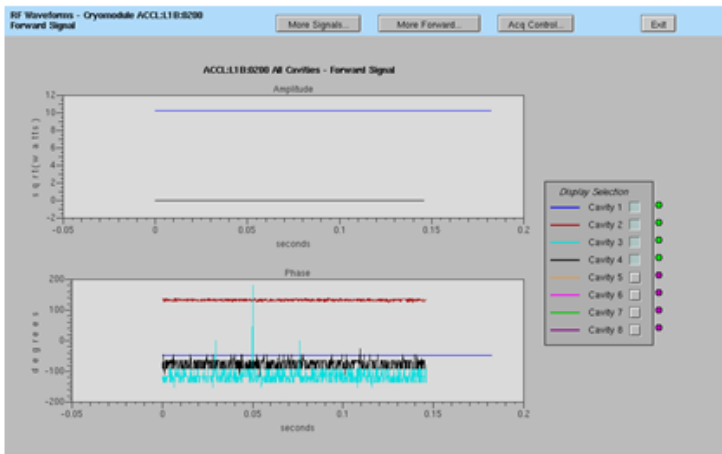 RF Waveforms - Cryomodule ACCL:L1B:0200
Forward Signal
More Signals...
More Forward...
Acq Control...
Exit
ACCL:L1B:0200 All Cavities - Forward Signal
Amplitude
12
10
8
6
4
2
0
-2
sqrt(watts)
-0.05 0 0.05 0.1 0.15 0.2
seconds
Phase
200
100
0
-100
-200
degrees
-0.05 0 0.05 0.1 0.15 0.2
seconds
Display Selection
Cavity 1
Cavity 2
Cavity 3
Cavity 4
Cavity 5
Cavity 6
Cavity 7
Cavity 8